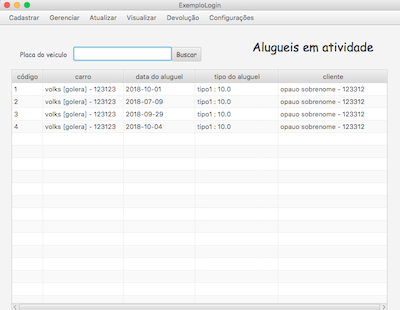 ExemploLogin
Cadastrar Gerenciar Atualizar Visualizar Devolução Configurações
Alugueis em atividade
Placa do veículo Buscar
código carro data do aluguel tipo do aluguel cliente
1 volks [golera] - 123123 2018-10-01 tipo1 : 10.0 opauo sobrenome - 123312
2 volks [golera] - 123123 2018-07-09 tipo1 : 10.0 opauo sobrenome - 123312
3 volks [golera] - 123123 2018-09-29 tipo1 : 10.0 opauo sobrenome - 123312
4 volks [golera] - 123123 2018-10-04 tipo1 : 10.0 opauo sobrenome - 123312